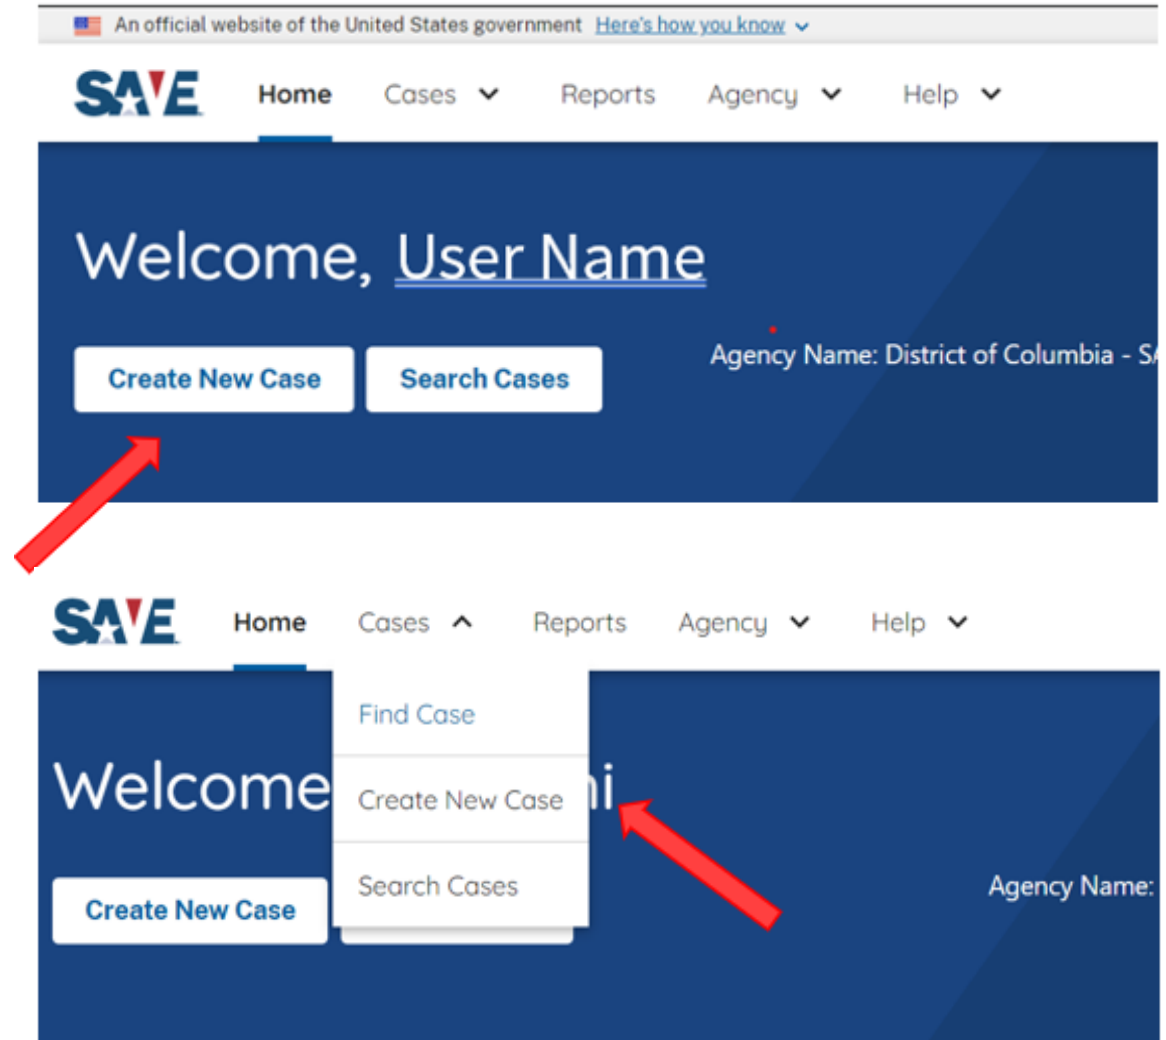 An official website of the United States government Here's how you know
SAVE Home Cases Reports Agency Help
Welcome, User Name
Agency Name: District of Columbia - SA
Create New Case Search Cases
SAVE Home Cases Reports Agency Help
Find Case
Welcome
Create New Case
Search Cases
Agency Name:
Create New Case